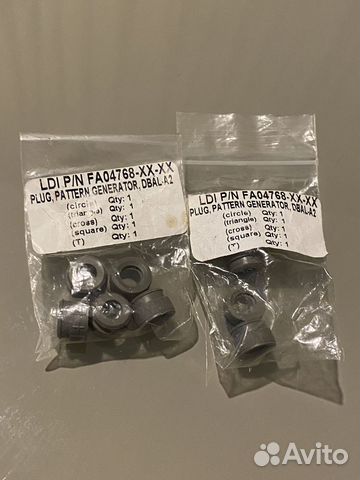 LDI P/N FA04768-XX-XX
PLUG, PATTERN GENERATOR, DBAL-A2
(circle) Qty: 1
(triangle) Qty: 1
(cross) Qty: 1
(square) Qty: 1
(T) Qty: 1
LDI P/N FA04768-XX-XX
PLUG, PATTERN GENERATOR, DBAL-A2
(circle) Qty: 1
(triangle) Qty: 1
(cross) Qty: 1
(square) Qty: 1
(T) Qty: 1
Avito